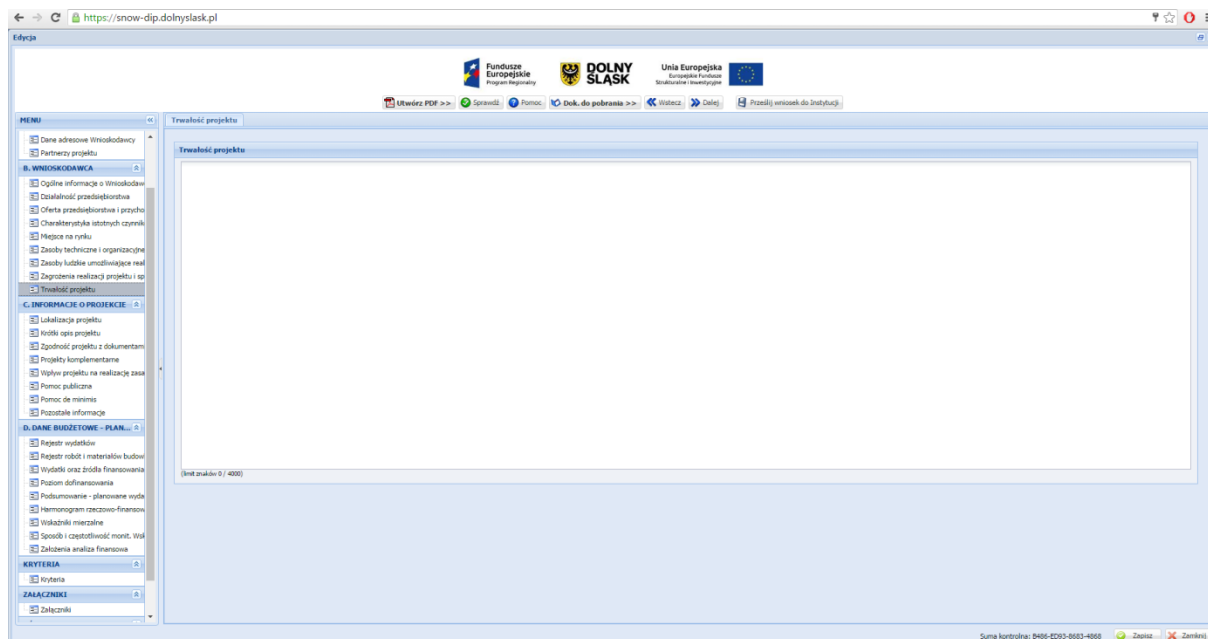 https://snow-dip.dolnyslask.pl
Edycja
Fundusze
Europejskie
Program Regionalny
DOLNY
ŚLĄSK
Unia Europejska
Europejskie Fundusze
Strukturalne i Inwestycyjne
Utwórz PDF >> Sprawdź Pomoc Dok. do pobrania >> Wstecz Dalej Prześlij wniosek do Instytucji
MENU
Trwałość projektu
Dane adresowe Wnioskodawcy
Partnerzy projektu
B. WNIOSKODAWCA
Ogólne informacje o Wnioskodaw
Działalność przedsiębiorstwa
Oferta przedsiębiorstwa i przycho
Charakterystyka istotnych czynnik
Miejsce na rynku
Zasoby techniczne i organizacyjne
Zasoby ludzkie umożliwiające real
Zagrożenia realizacji projektu i sp
Trwałość projektu
C. INFORMACJE O PROJEKCIE
Lokalizacja projektu
Krótki opis projektu
Zgodność projektu z dokumentam
Projekty komplementarne
Wpływ projektu na realizację zasa
Pomoc publiczna
Pomoc de minimis
Pozostałe informacje
D. DANE BUDŻETOWE - PLAN...
Rejestr wydatków
Rejestr robót i materiałów budow
Wydatki oraz źródła finansowania
Poziom dofinansowania
Podsumowanie - planowane wyda
Harmonogram rzeczowo-finansow
Wskaźniki mierzalne
Sposób i częstotliwość monit. Wsk
Założenia analiza finansowa
KRYTERIA
Kryteria
ZAŁĄCZNIKI
Załączniki
Trwałość projektu
(limit znaków 0 / 4000)
Suma kontrolna: B486-ED93-8683-4868 Zapisz Zamknij